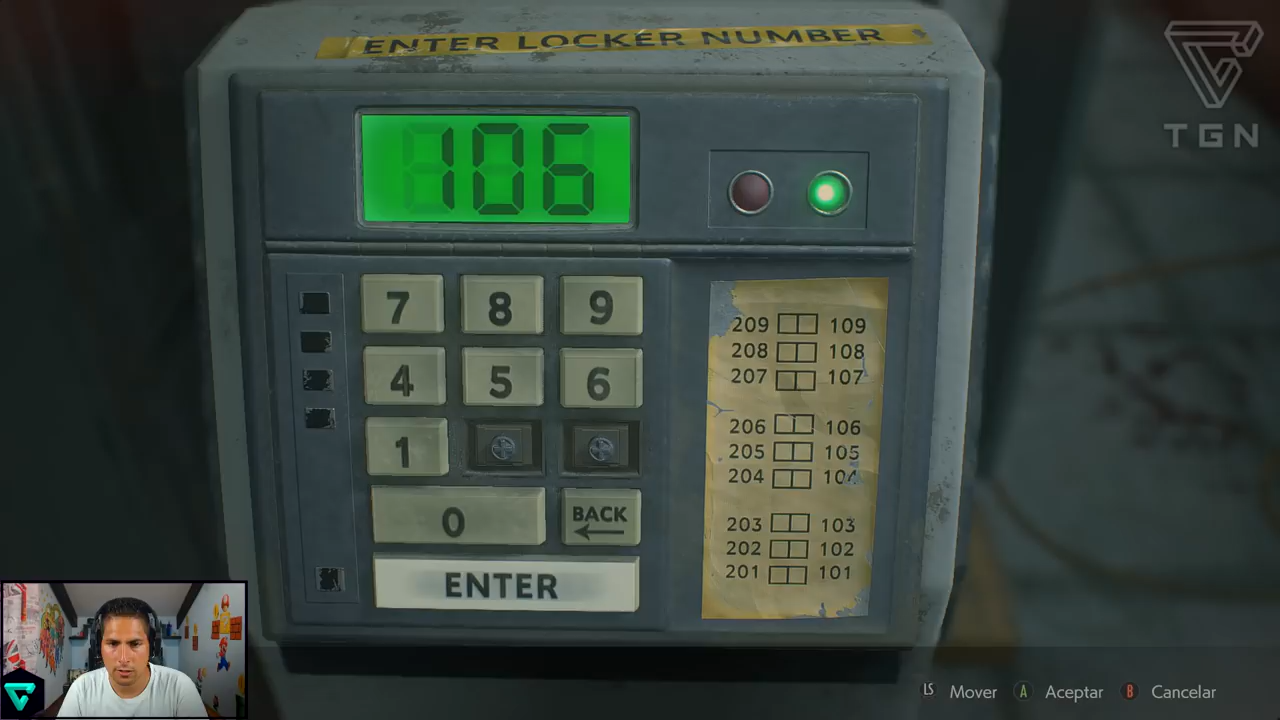 ENTER LOCKER NUMBER
TGN
106
7 8 9
4 5 6
1
0 BACK
ENTER
209 109
208 108
207 107
206 106
205 105
204 104
203 103
202 102
201 101
LS Mover A Aceptar B Cancelar